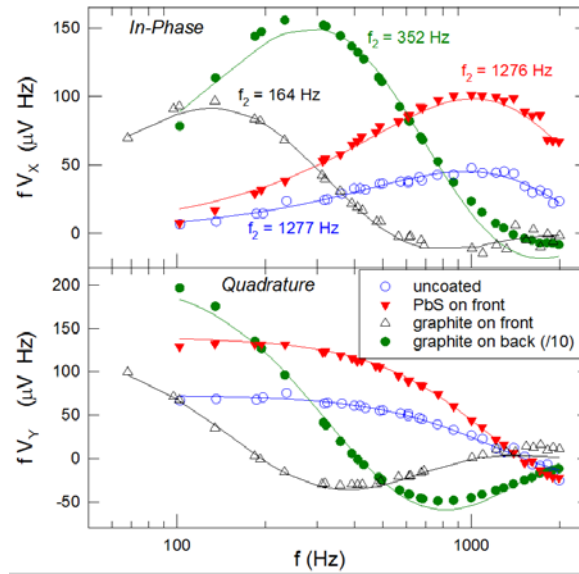 In-Phase
f₂ = 352 Hz
f₂ = 1276 Hz
f₂ = 164 Hz
f₂ = 1277 Hz
150
100
50
0
f Vₓ (μV Hz)
Quadrature
uncoated
PbS on front
graphite on front
graphite on back (/10)
200
150
100
50
0
-50
f V_Y (μV Hz)
100
1000
f (Hz)